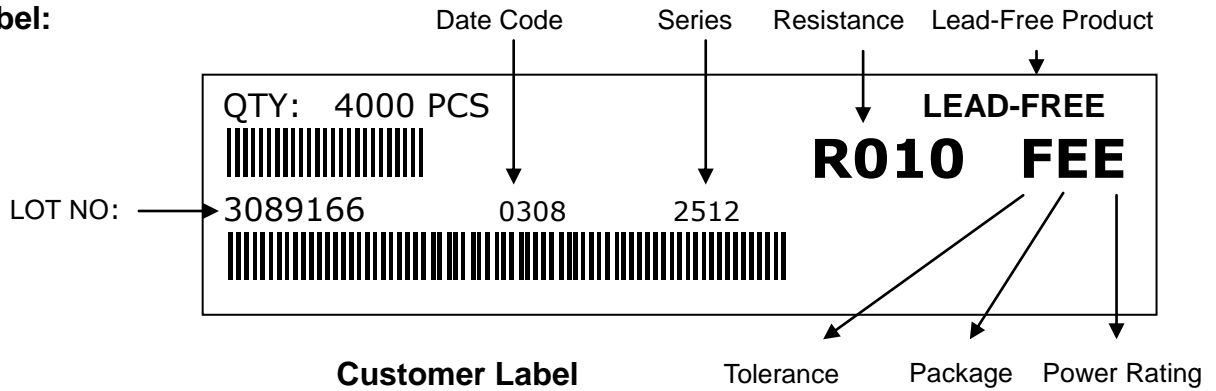 Date Code Series Resistance Lead-Free Product
QTY: 4000 PCS LEAD-FREE
R010 FEE
LOT NO: 3089166 0308 2512
Customer Label Tolerance Package Power Rating